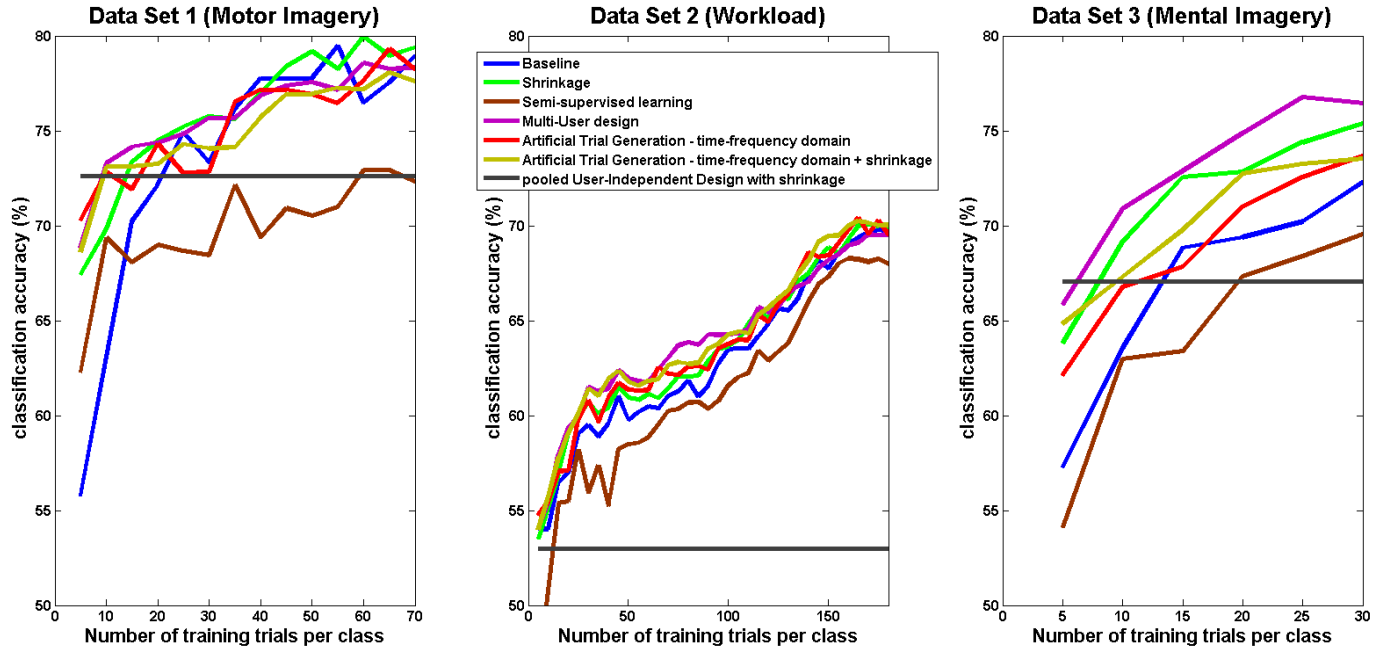 Data Set 1 (Motor Imagery)
Data Set 2 (Workload)
Data Set 3 (Mental Imagery)
classification accuracy (%)
80
75
70
65
60
55
50
0
10
20
30
40
50
60
70
Number of training trials per class
classification accuracy (%)
80
70
65
60
55
50
0
50
100
150
Number of training trials per class
Baseline
Shrinkage
Semi-supervised learning
Multi-User design
Artificial Trial Generation - time-frequency domain
Artificial Trial Generation - time-frequency domain + shrinkage
pooled User-Independent Design with shrinkage
classification accuracy (%)
80
75
70
65
60
55
50
0
5
10
15
20
25
30
Number of training trials per class